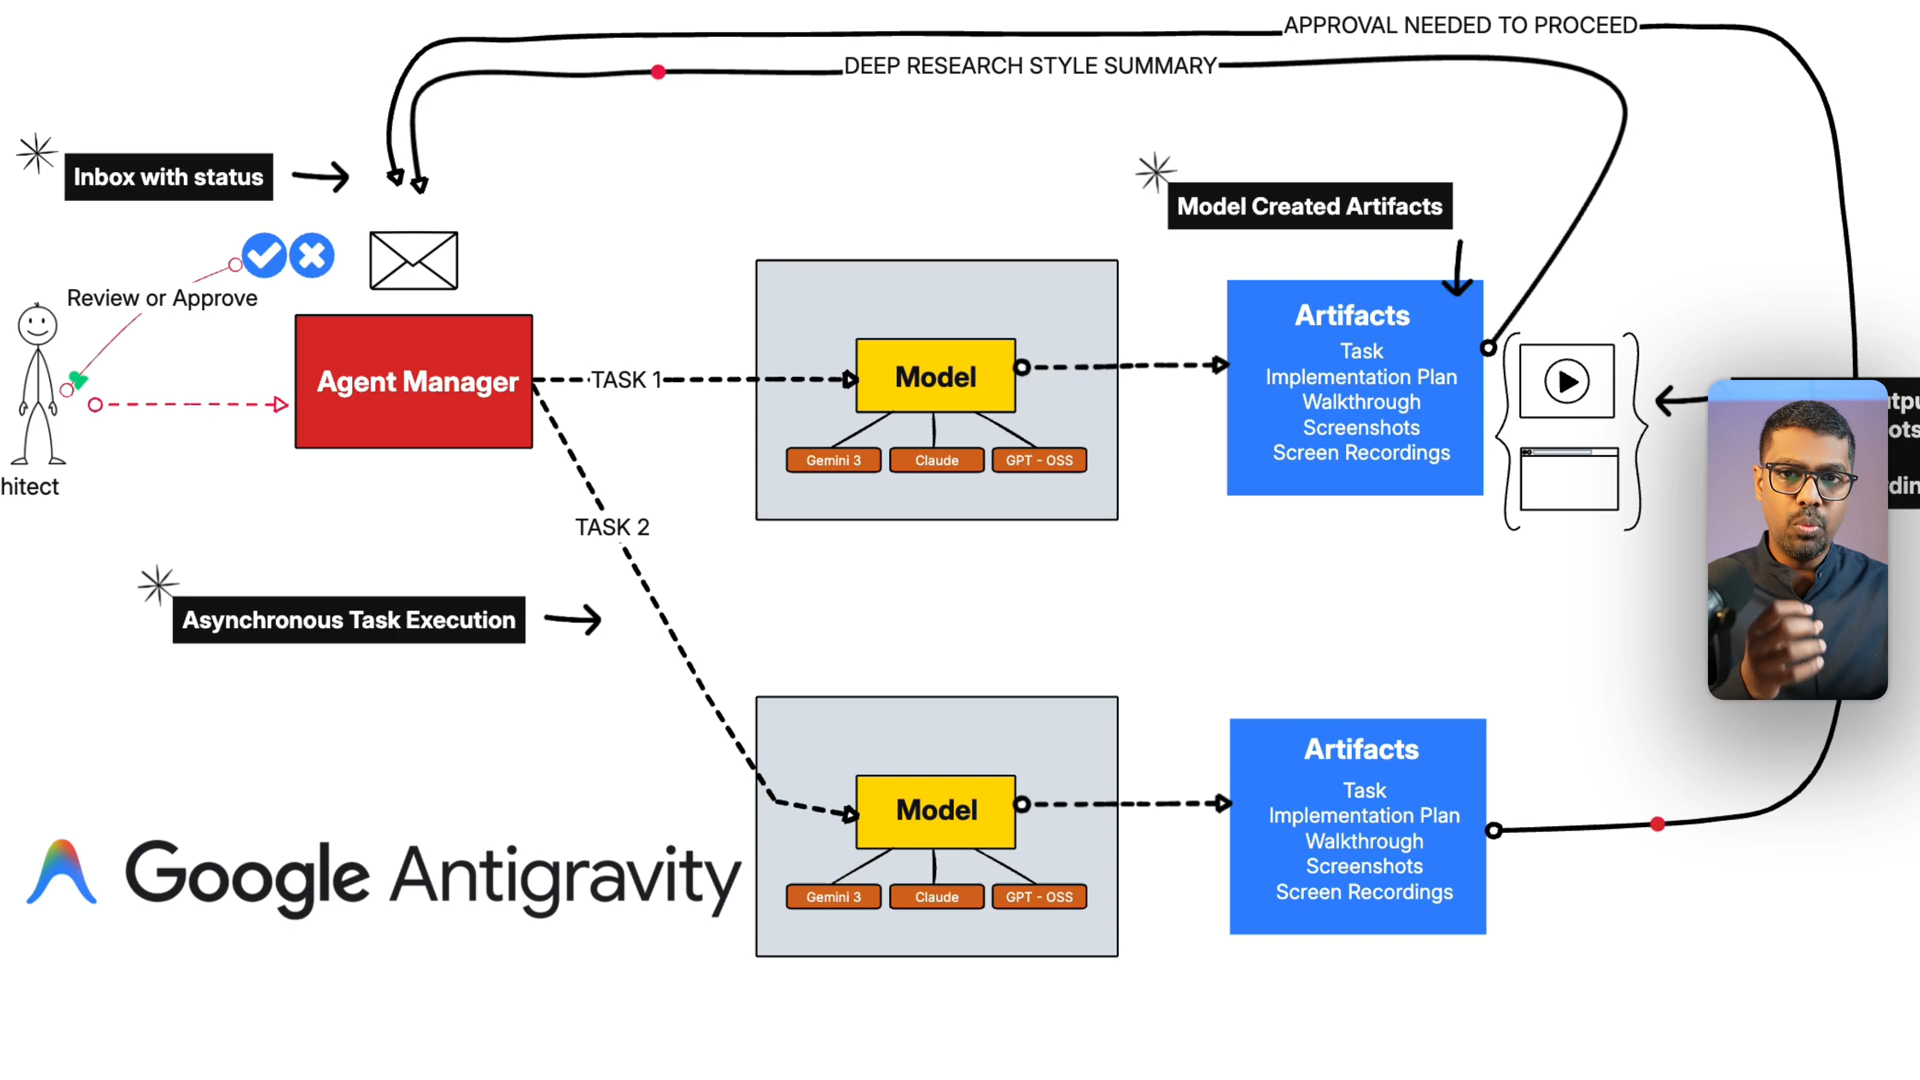 APPROVAL NEEDED TO PROCEED
DEEP RESEARCH STYLE SUMMARY
Inbox with status
Model Created Artifacts
Review or Approve
Agent Manager
TASK 1
Model
Gemini 3
Claude
GPT - OSS
Artifacts
Task
Implementation Plan
Walkthrough
Screenshots
Screen Recordings
hitect
TASK 2
Asynchronous Task Execution
Model
Gemini 3
Claude
GPT - OSS
Artifacts
Task
Implementation Plan
Walkthrough
Screenshots
Screen Recordings
Google Antigravity